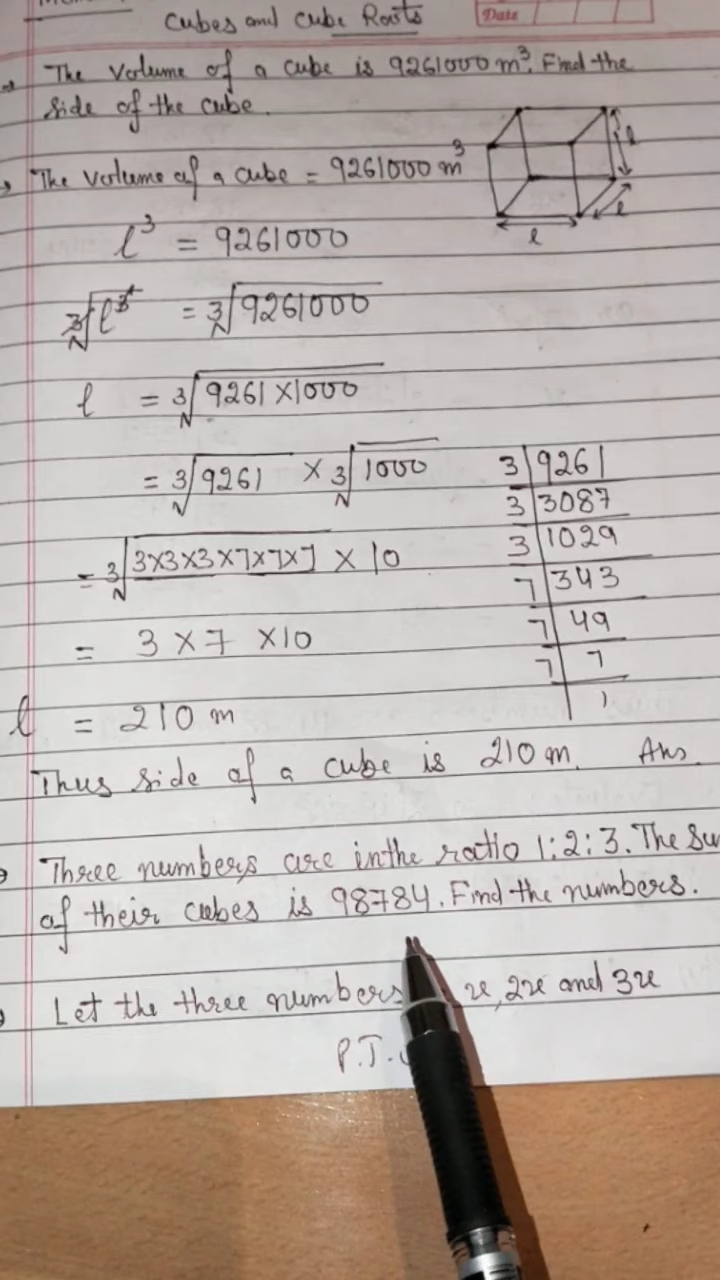 Cubes and Cube Roots
Date
The Volume of a cube is 9261000 m³. Find the
side of the cube.
The volume of a cube = 9261000 m³
l
l
l
l³ = 9261000
∛l³ = ∛9261000
l = ∛9261×1000
= ∛9261 × ∛1000
3 | 9261
3 | 3087
3 | 1029
7 | 343
7 | 49
7 | 7
1
= ∛3×3×3×7×7×7 × 10
= 3 × 7 × 10
l = 210 m
Thus side of a cube is 210 m. Ans.
Three numbers are in the ratio 1:2:3. The
of their cubes is 98784. Find the numbers.
Let the three numbers x, 2x and 3x
P.T.